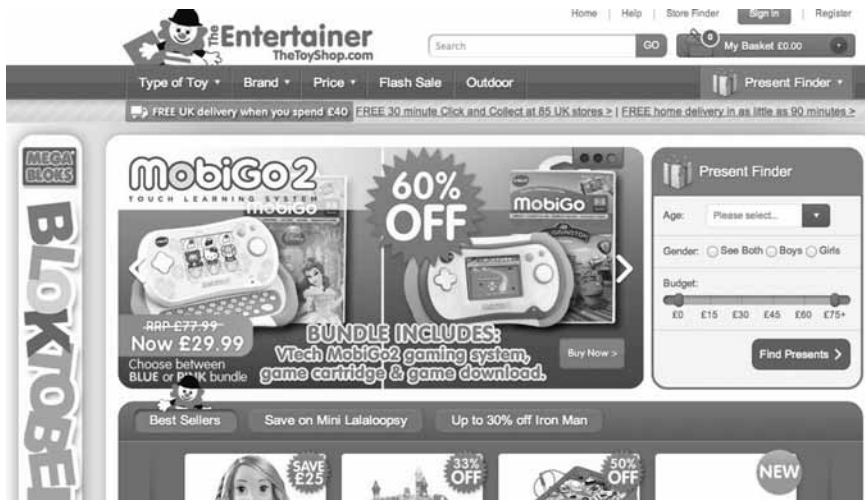 Home | Help | Store Finder Sign In | Register
The Entertainer
TheToyShop.com
Search GO 0 My Basket £0.00
Type of Toy Brand Price Flash Sale Outdoor Present Finder
FREE UK delivery when you spend £40 FREE 30 minute Click and Collect at 85 UK stores > | FREE home delivery in as little as 90 minutes >
MEGA
BLOKS
BLOKTOBE
MobiGo2
TOUCH LEARNING SYSTEM
MobiGo
60%
OFF
MobiGo
RRP £77.99
Now £29.99
Choose between
BLUE or PINK bundle
BUNDLE INCLUDES:
VTech MobiGo2 gaming system,
game cartridge & game download.
Buy Now >
Present Finder
Age: Please select...
Gender: See Both Boys Girls
Budget:
£0 £15 £30 £45 £60 £75+
Find Presents >
Best Sellers Save on Mini Lalaloopsy Up to 30% off Iron Man
SAVE
£25
33%
OFF
50%
OFF
NEW